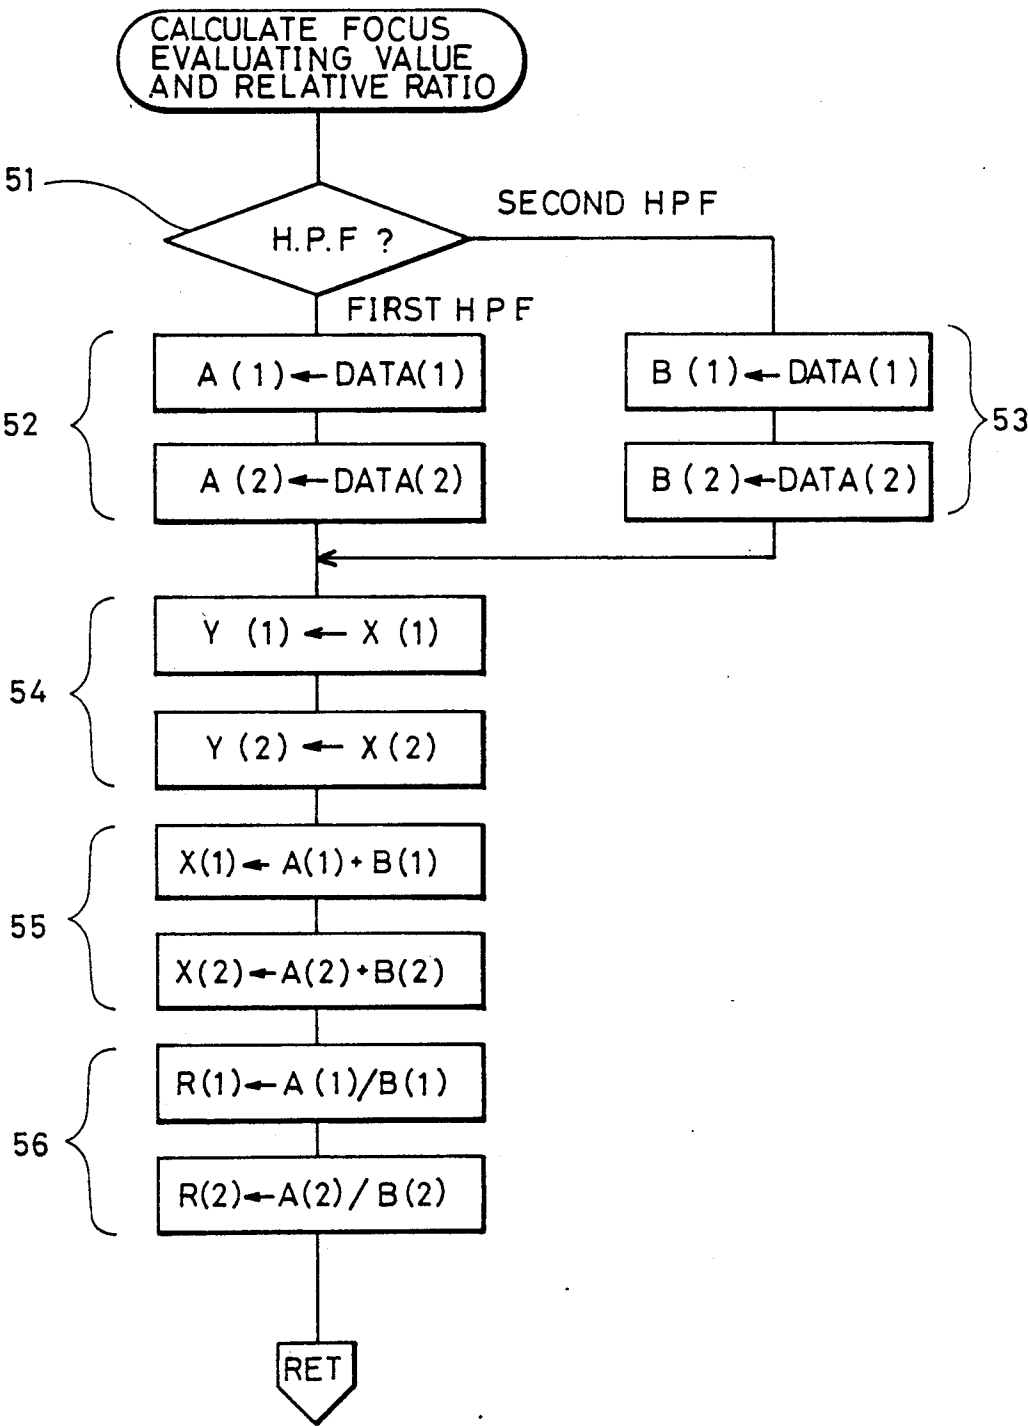 CALCULATE FOCUS
EVALUATING VALUE
AND RELATIVE RATIO
51
SECOND HPF
H.P.F ?
FIRST HPF
52
A(1)←DATA(1)
B(1)←DATA(1)
53
A(2)←DATA(2)
B(2)←DATA(2)
54
Y(1)←X(1)
Y(2)←X(2)
55
X(1)←A(1)+B(1)
X(2)←A(2)+B(2)
56
R(1)←A(1)/B(1)
R(2)←A(2)/B(2)
RET